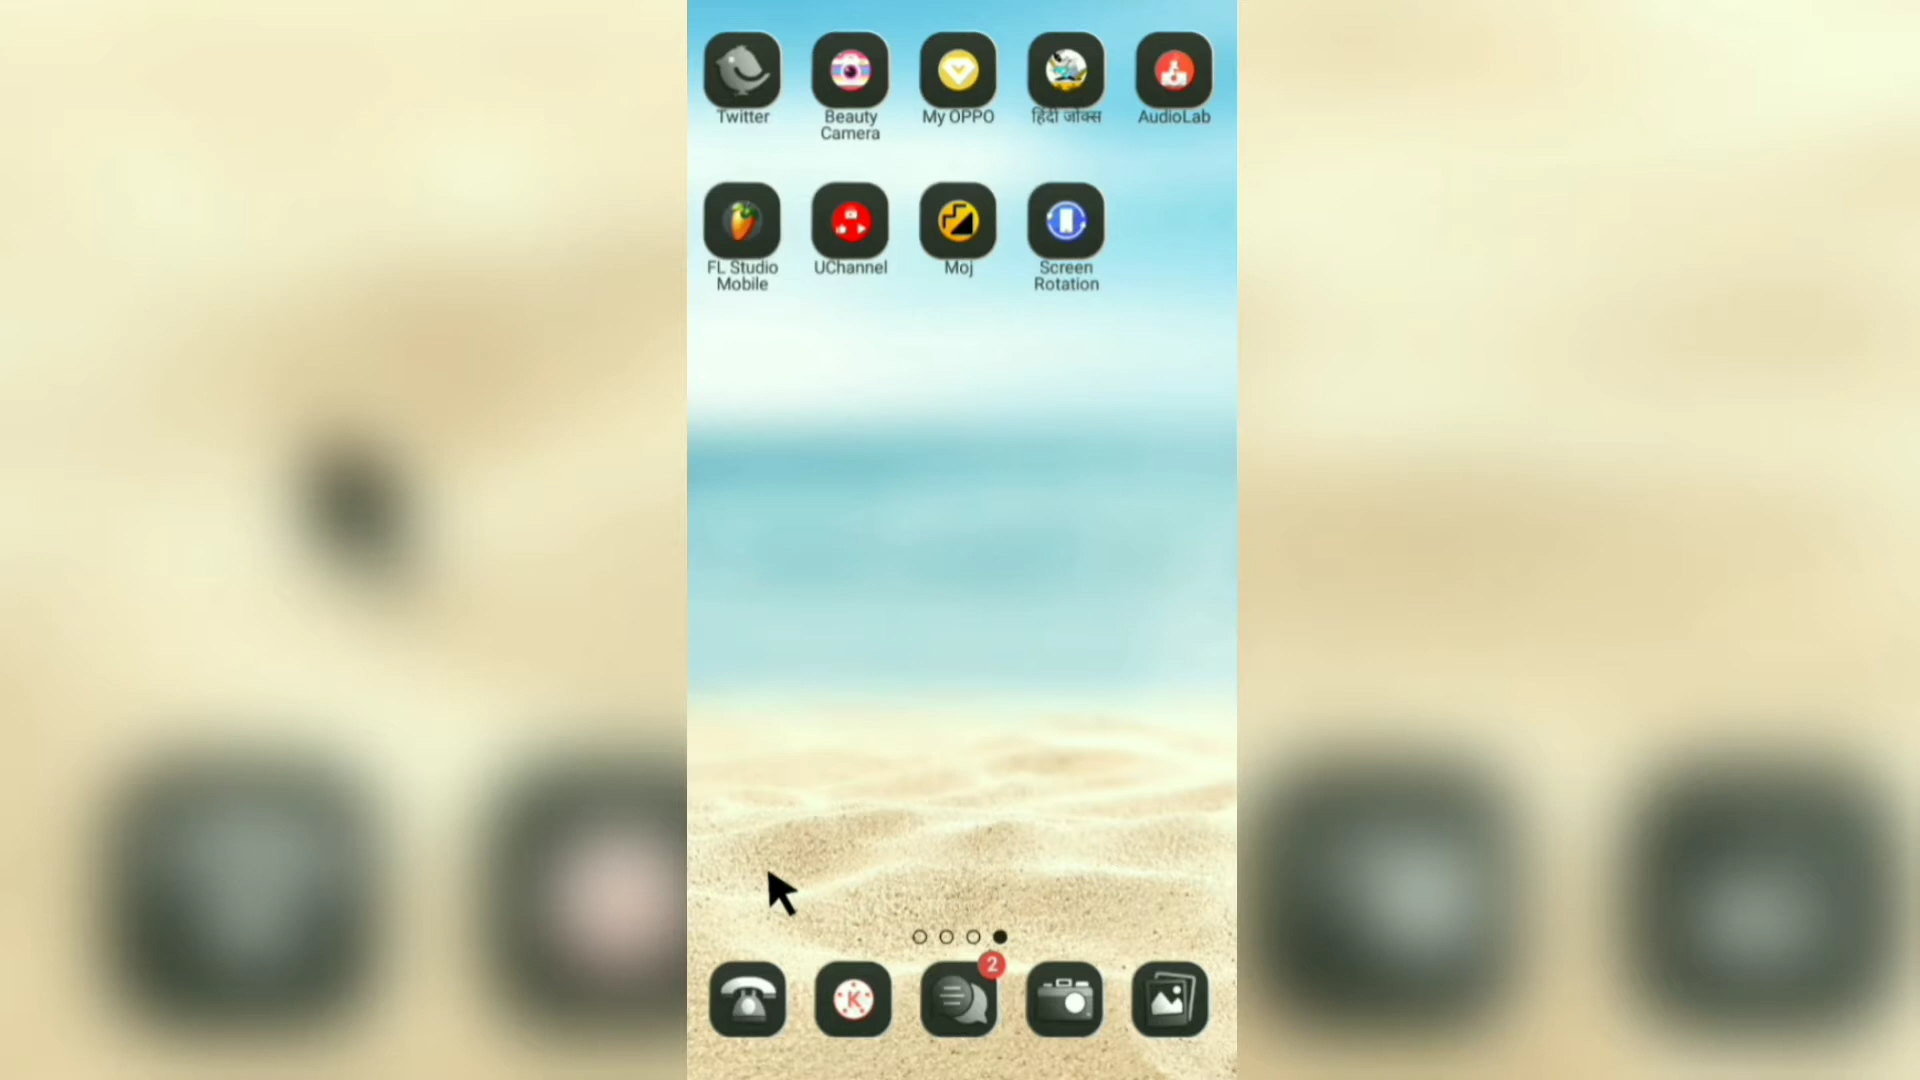 Twitter
Beauty
Camera
My OPPO
हिंदी जोक्स
AudioLab
FL Studio
Mobile
UChannel
Moj
Screen
Rotation
2
K